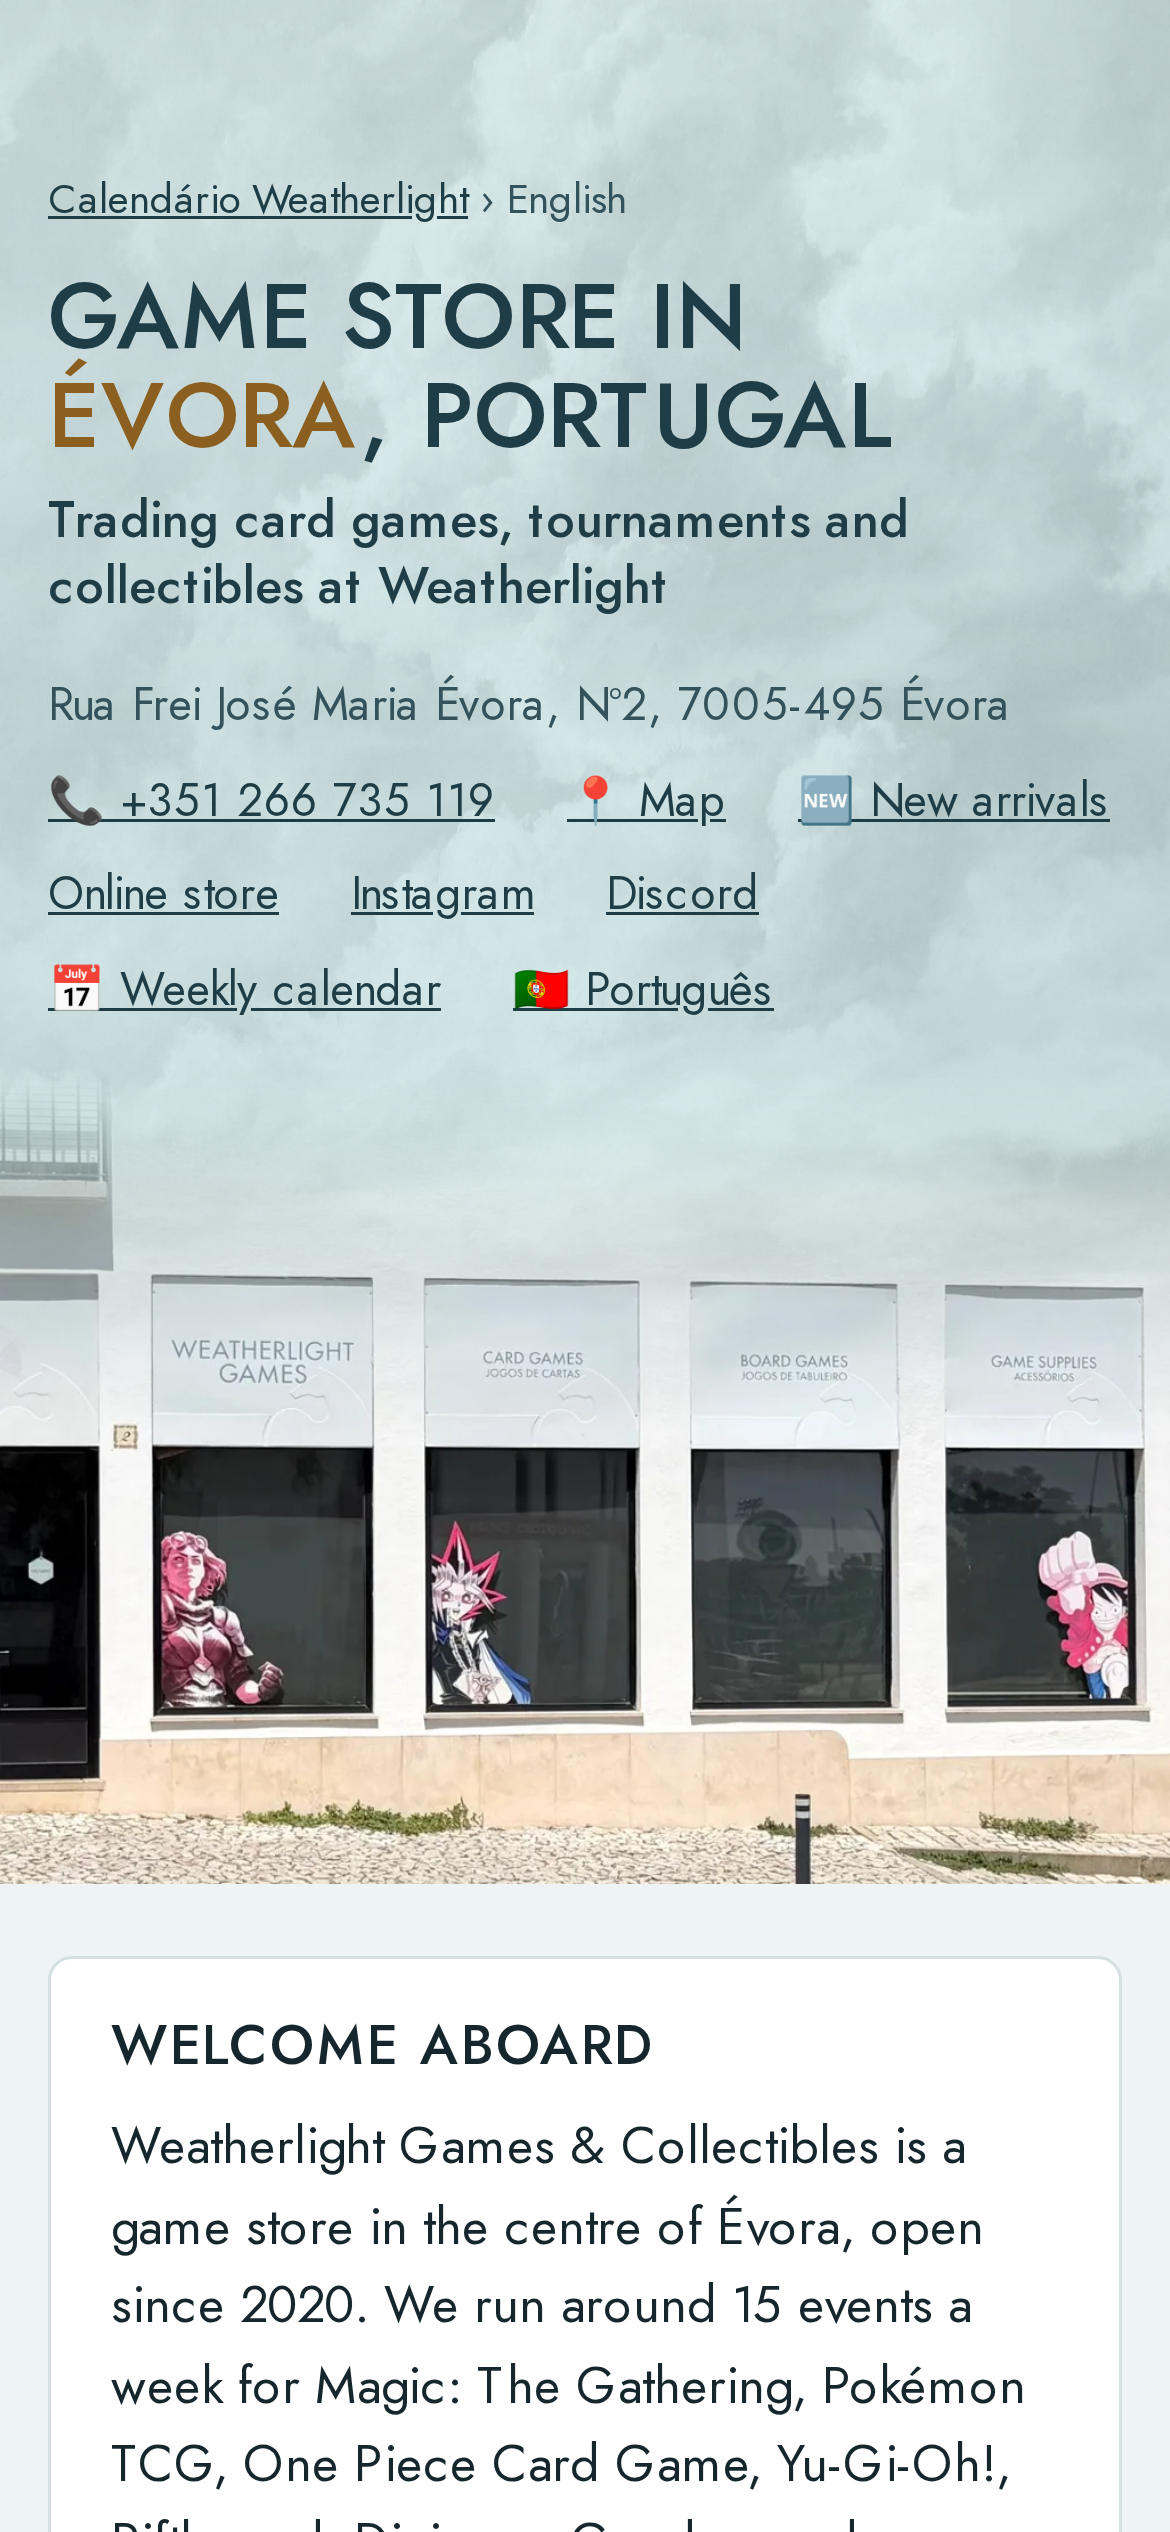 Calendário Weatherlight › English
GAME STORE IN
ÉVORA, PORTUGAL
Trading card games, tournaments and
collectibles at Weatherlight
Rua Frei José Maria Évora, Nº2, 7005-495 Évora
📞 +351 266 735 119 📍 Map 🆕 New arrivals
Online store Instagram Discord
📅 Weekly calendar 🇵🇹 Português
WEATHERLIGHT
GAMES
CARD GAMES
JOGOS DE CARTAS
BOARD GAMES
JOGOS DE TABULEIRO
GAME SUPPLIES
ACESSÓRIOS
2
WELCOME ABOARD
Weatherlight Games & Collectibles is a
game store in the centre of Évora, open
since 2020. We run around 15 events a
week for Magic: The Gathering, Pokémon
TCG, One Piece Card Game, Yu-Gi-Oh!,